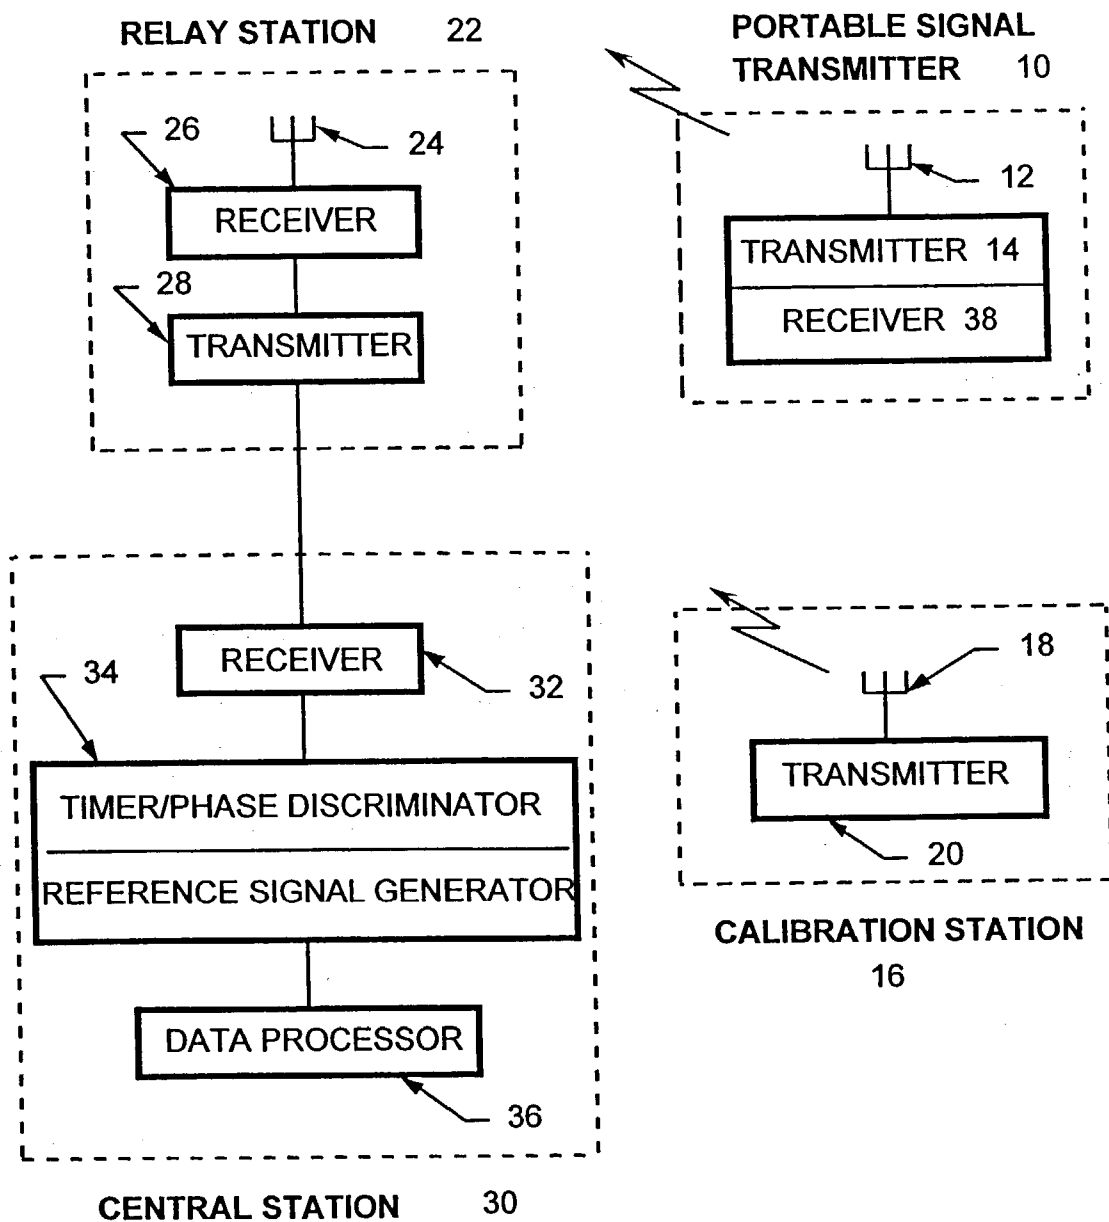 RELAY STATION 22
26
24
RECEIVER
28
TRANSMITTER
PORTABLE SIGNAL
TRANSMITTER 10
12
TRANSMITTER 14
RECEIVER 38
RECEIVER
32
34
TIMER/PHASE DISCRIMINATOR
REFERENCE SIGNAL GENERATOR
DATA PROCESSOR
36
CENTRAL STATION 30
18
TRANSMITTER
20
CALIBRATION STATION
16